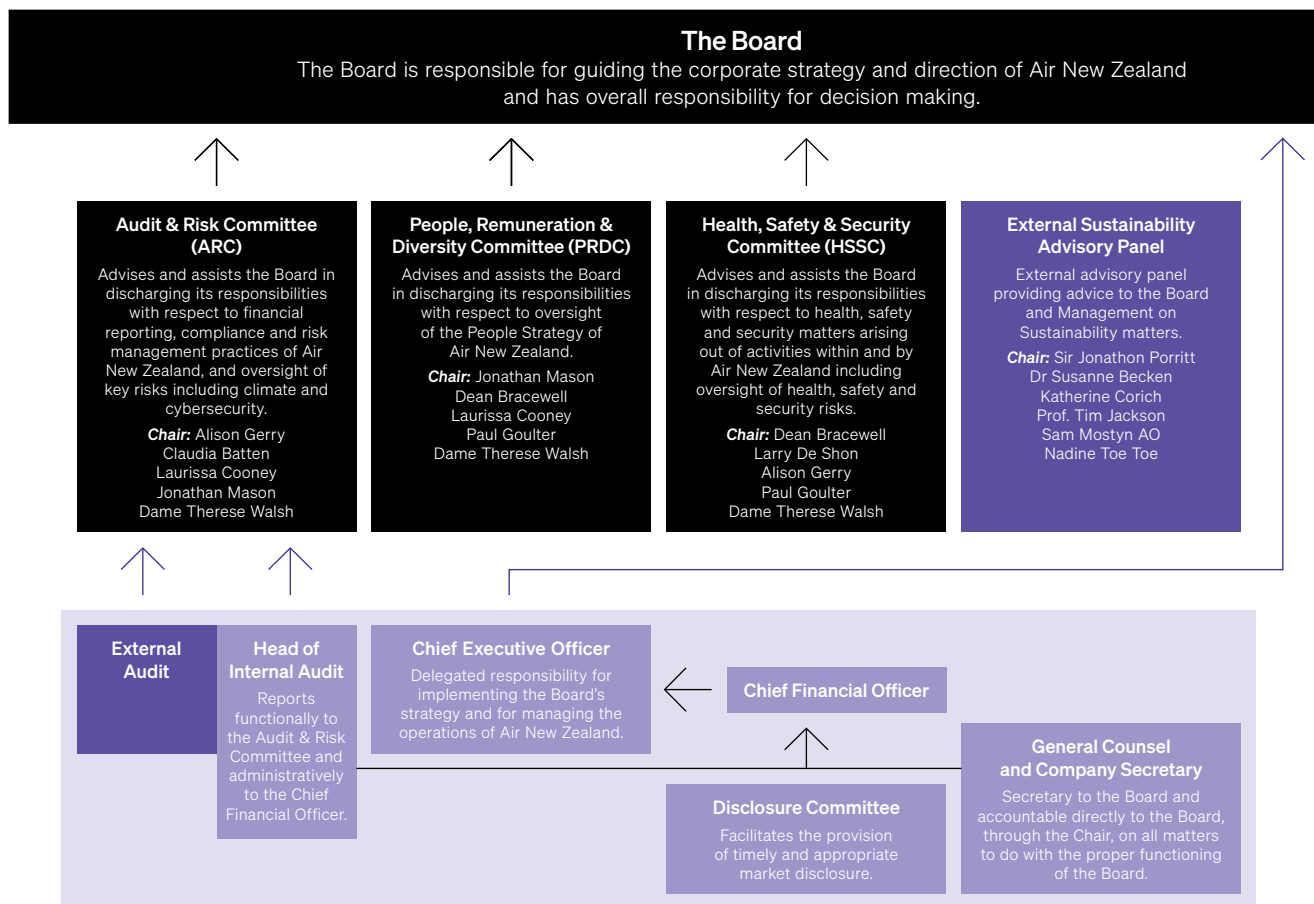 The Board
The Board is responsible for guiding the corporate strategy and direction of Air New Zealand
and has overall responsibility for decision making.
Audit & Risk Committee
(ARC)
Advises and assists the Board in
discharging its responsibilities
with respect to financial
reporting, compliance and risk
management practices of Air
New Zealand, and oversight of
key risks including climate and
cybersecurity.
Chair: Alison Gerry
Claudia Batten
Laurissa Cooney
Jonathan Mason
Dame Therese Walsh
People, Remuneration &
Diversity Committee (PRDC)
Advises and assists the Board
in discharging its responsibilities
with respect to oversight
of the People Strategy of
Air New Zealand.
Chair: Jonathan Mason
Dean Bracewell
Laurissa Cooney
Paul Goulter
Dame Therese Walsh
Health, Safety & Security
Committee (HSSC)
Advises and assists the Board
in discharging its responsibilities
with respect to health, safety
and security matters arising
out of activities within and by
Air New Zealand including
oversight of health, safety and
security risks.
Chair: Dean Bracewell
Larry De Shon
Alison Gerry
Paul Goulter
Dame Therese Walsh
External Sustainability
Advisory Panel
External advisory panel
providing advice to the Board
and Management on
Sustainability matters.
Chair: Sir Jonathon Porritt
Dr Susanne Becken
Katherine Corich
Prof. Tim Jackson
Sam Mostyn AO
Nadine Toe Toe
External
Audit
Head of
Internal Audit
Reports
functionally to
the Audit & Risk
Committee and
administratively
to the Chief
Financial Officer.
Chief Executive Officer
Delegated responsibility for
implementing the Board's
strategy and for managing the
operations of Air New Zealand.
Chief Financial Officer
Disclosure Committee
Facilitates the provision
of timely and appropriate
market disclosure.
General Counsel
and Company Secretary
Secretary to the Board and
accountable directly to the Board,
through the Chair, on all matters
to do with the proper functioning
of the Board.